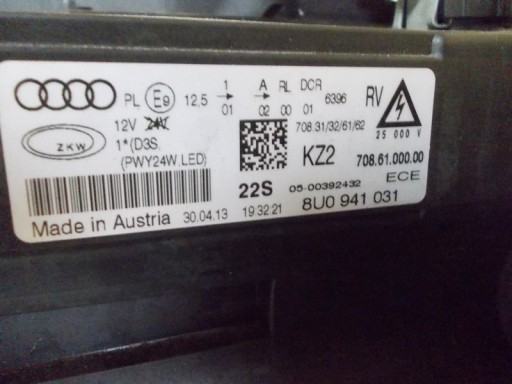 PL E9 12,5 1 01 A 02 RL 00 DCR 01 6396 RV
12V 24V
ZKW
1*(D3S,
(PWY24W,LED)
708.31/32/61/62
25 000 V
KZ2 708.61.000.00
ECE
22S 05-00392432
Made in Austria 30.04.13 19:32:21 8U0 941 031